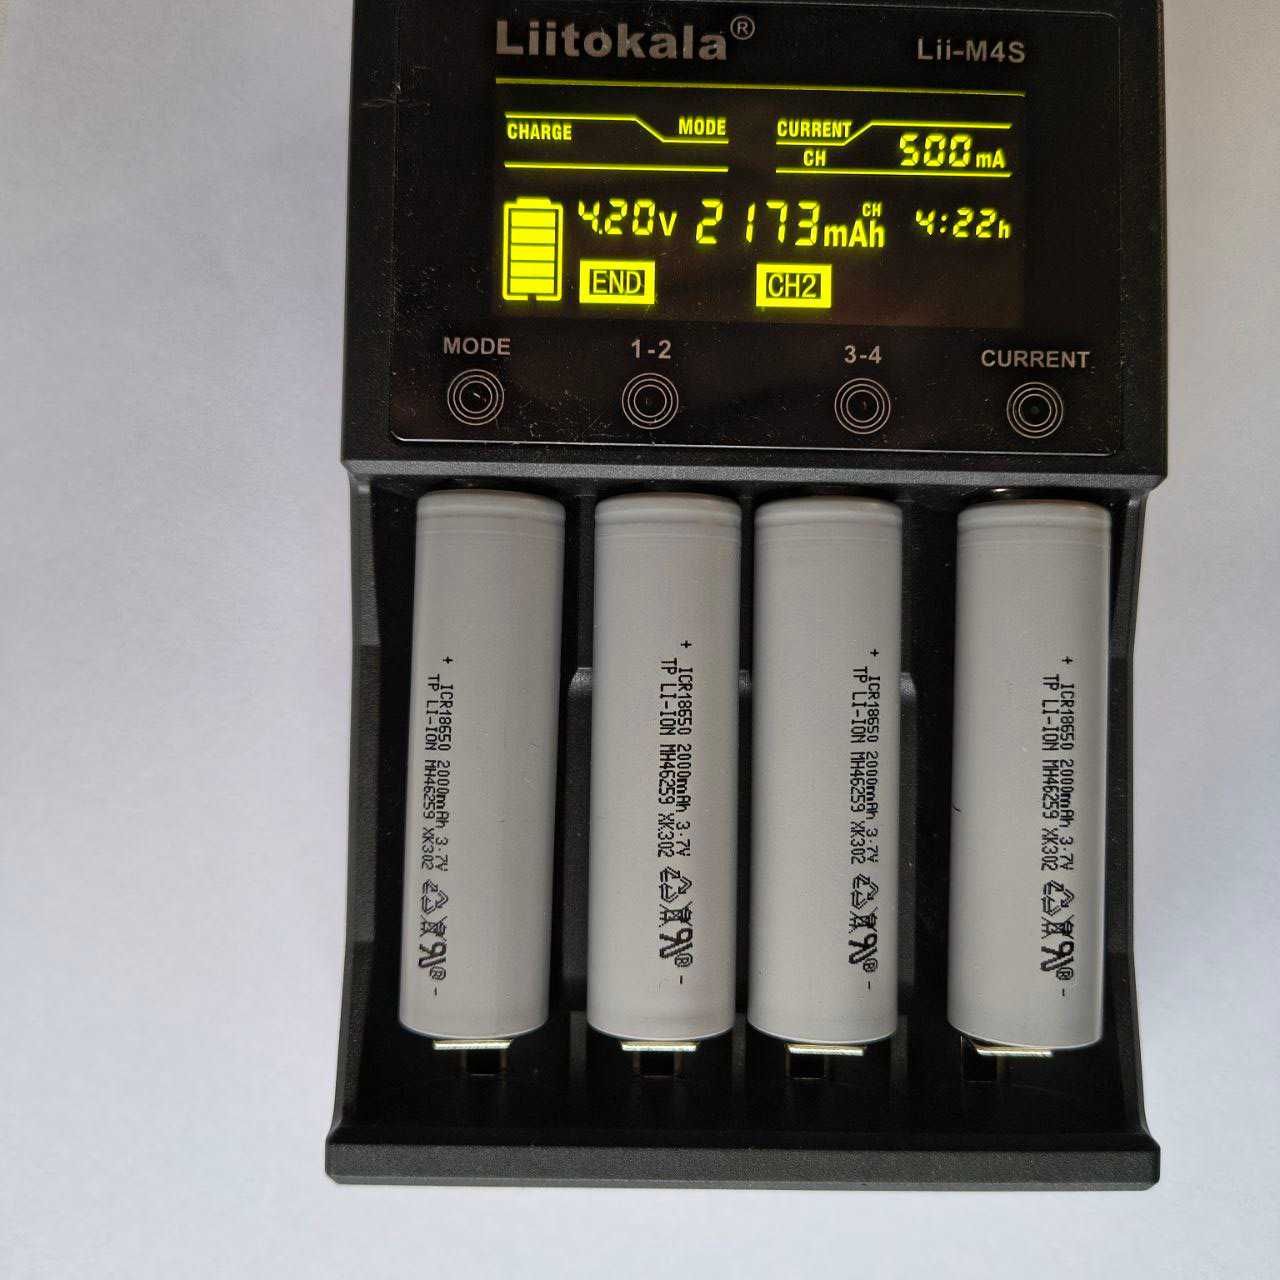 Liitokala®
Lii-M4S
CHARGE MODE
CURRENT
CH 500mA
4.20V 2173mAh CH 4:22h
END CH2
MODE 1-2 3-4 CURRENT
+ ICR18650 2000mAh 3.7V
TP LI-ION MH46259 XK302 -
+ ICR18650 2000mAh 3.7V
TP LI-ION MH46259 XK302 -
+ ICR18650 2000mAh 3.7V
TP LI-ION MH46259 XK302 -
+ ICR18650 2000mAh 3.7V
TP LI-ION MH46259 XK302 -